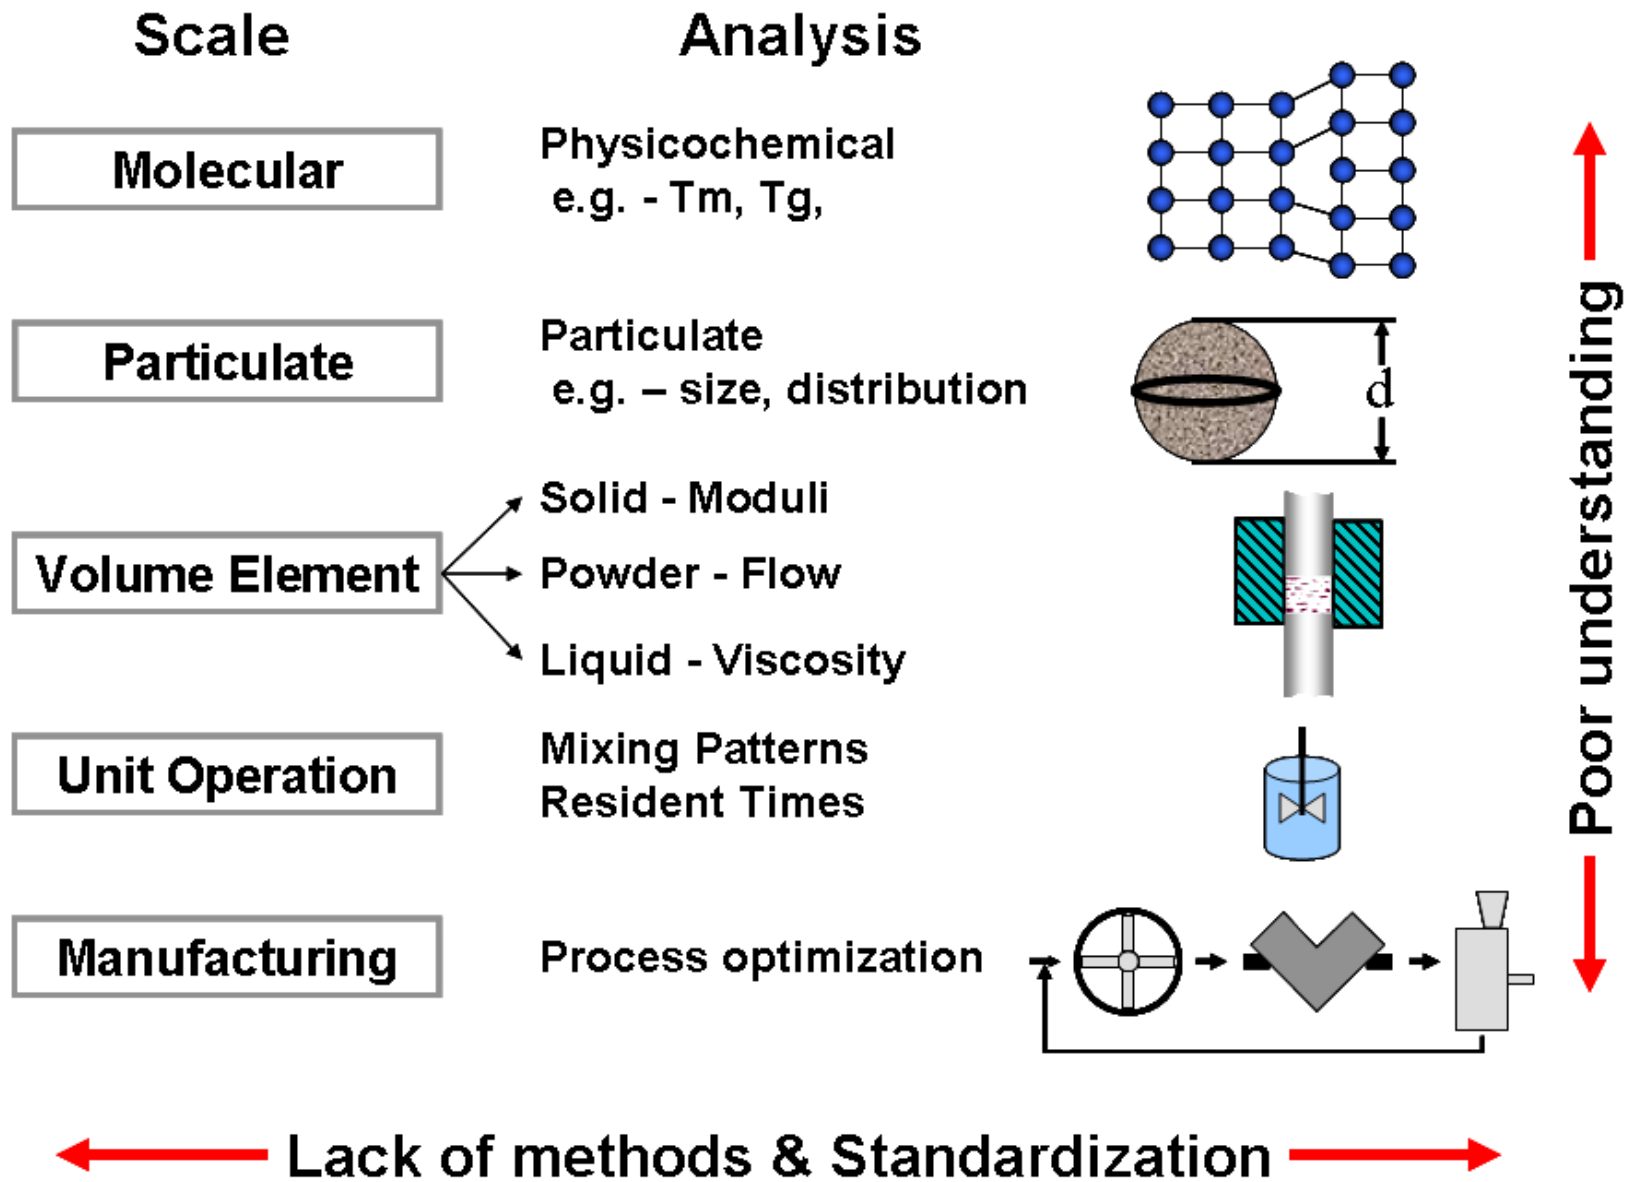 Scale
Analysis
Molecular
Physicochemical
e.g. - Tm, Tg,
Particulate
Particulate
e.g. – size, distribution
d
Volume Element
Solid - Moduli
Powder - Flow
Liquid - Viscosity
Unit Operation
Mixing Patterns
Resident Times
Manufacturing
Process optimization
Poor understanding
Lack of methods & Standardization